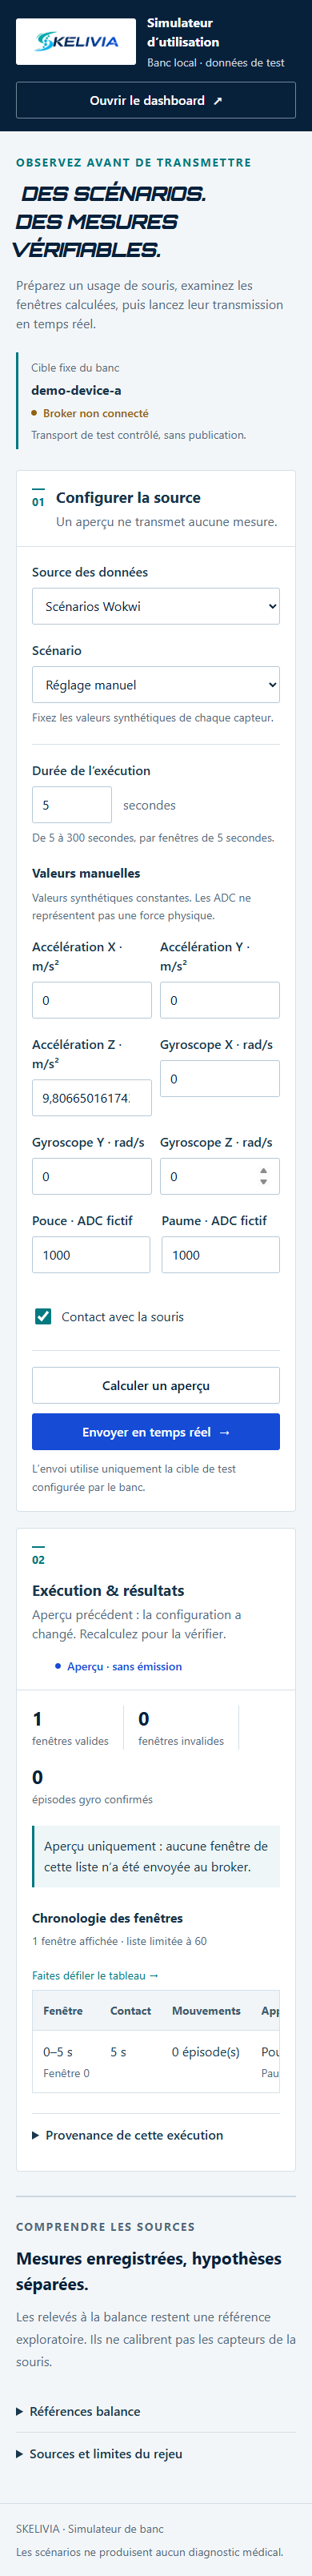 SKELIVIA
Simulateur
d'utilisation
Banc local · données de test
Ouvrir le dashboard ↗
OBSERVEZ AVANT DE TRANSMETTRE
DES SCÉNARIOS.
DES MESURES
VÉRIFIABLES.
Préparez un usage de souris, examinez les
fenêtres calculées, puis lancez leur transmission
en temps réel.
Cible fixe du banc
demo-device-a
Broker non connecté
Transport de test contrôlé, sans publication.
01 Configurer la source
Un aperçu ne transmet aucune mesure.
Source des données
Scénarios Wokwi
Scénario
Réglage manuel
Fixez les valeurs synthétiques de chaque capteur.
Durée de l'exécution
5 secondes
De 5 à 300 secondes, par fenêtres de 5 secondes.
Valeurs manuelles
Valeurs synthétiques constantes. Les ADC ne
représentent pas une force physique.
Accélération X · Accélération Y ·
m/s² m/s²
0 0
Accélération Z · Gyroscope X · rad/s
m/s²
9,80665016174 0
Gyroscope Y · rad/s Gyroscope Z · rad/s
0 0
Pouce · ADC fictif Paume · ADC fictif
1000 1000
Contact avec la souris
Calculer un aperçu
Envoyer en temps réel →
L'envoi utilise uniquement la cible de test
configurée par le banc.
02
Exécution & résultats
Aperçu précédent : la configuration a
changé. Recalculez pour la vérifier.
Aperçu · sans émission
1 0
fenêtres valides fenêtres invalides
0
épisodes gyro confirmés
Aperçu uniquement : aucune fenêtre de
cette liste n'a été envoyée au broker.
Chronologie des fenêtres
1 fenêtre affichée · liste limitée à 60
Faites défiler le tableau →
Fenêtre Contact Mouvements App
0–5 s 5 s 0 épisode(s) Pou
Fenêtre 0 Pau
Provenance de cette exécution
COMPRENDRE LES SOURCES
Mesures enregistrées, hypothèses
séparées.
Les relevés à la balance restent une référence
exploratoire. Ils ne calibrent pas les capteurs de la
souris.
Références balance
Sources et limites du rejeu
SKELIVIA · Simulateur de banc
Les scénarios ne produisent aucun diagnostic médical.